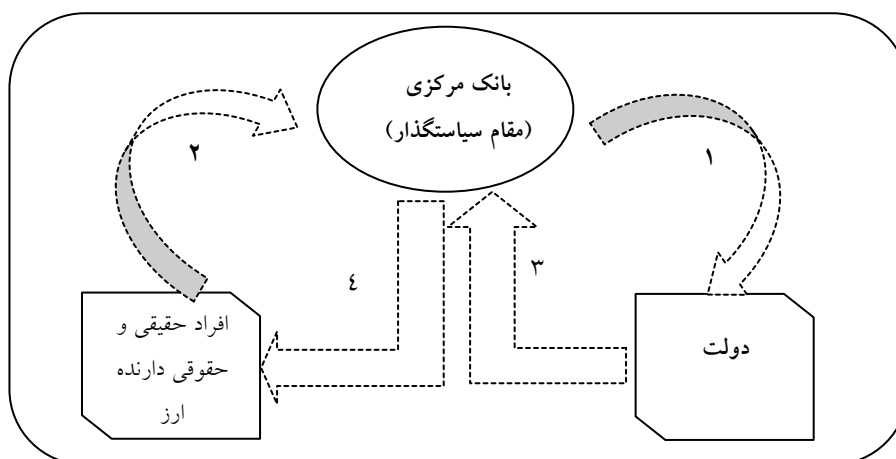 بانک مرکزی
(مقام سیاستگذار)
۱
۲
۳
٤
دولت
افراد حقیقی و
حقوقی دارنده
ارز